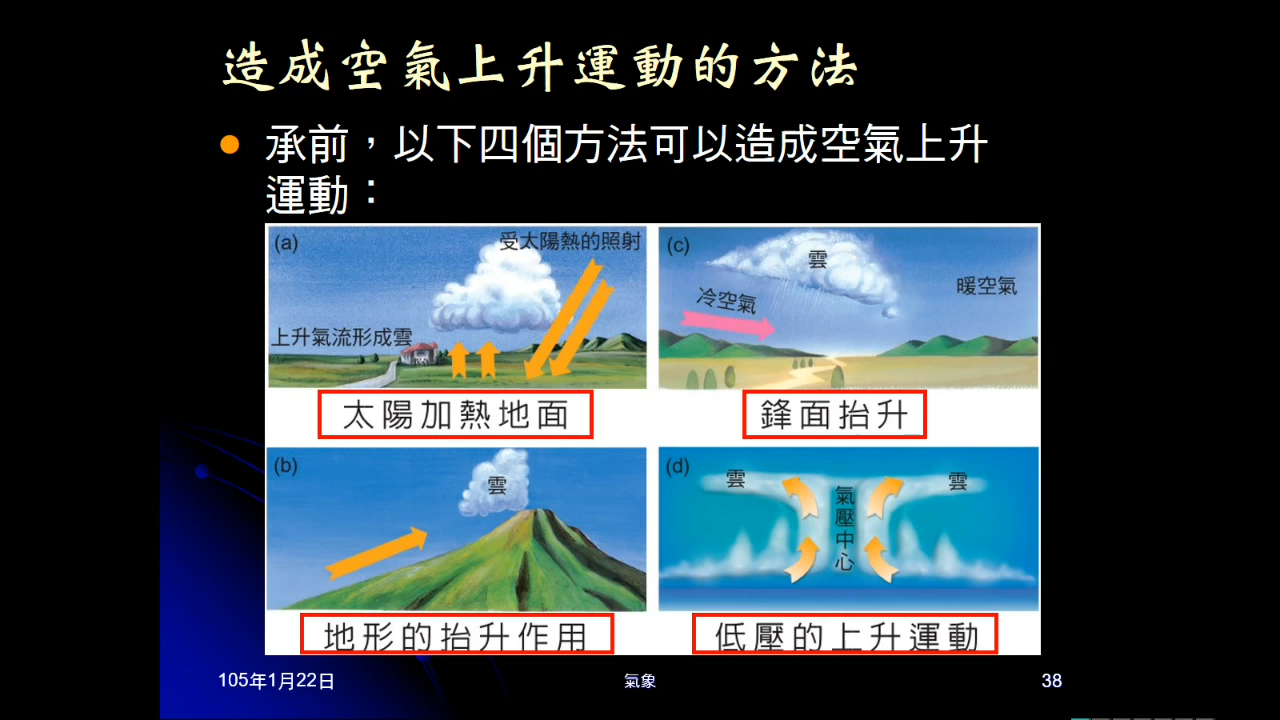 造成空氣上升運動的方法
承前，以下四個方法可以造成空氣上升
運動：
(a)
受太陽熱的照射
上升氣流形成雲
太陽加熱地面
(c)
雲
冷空氣
暖空氣
鋒面抬升
(b)
雲
地形的抬升作用
(d)
雲
氣壓中心
雲
低壓的上升運動
105年1月22日
氣象
38